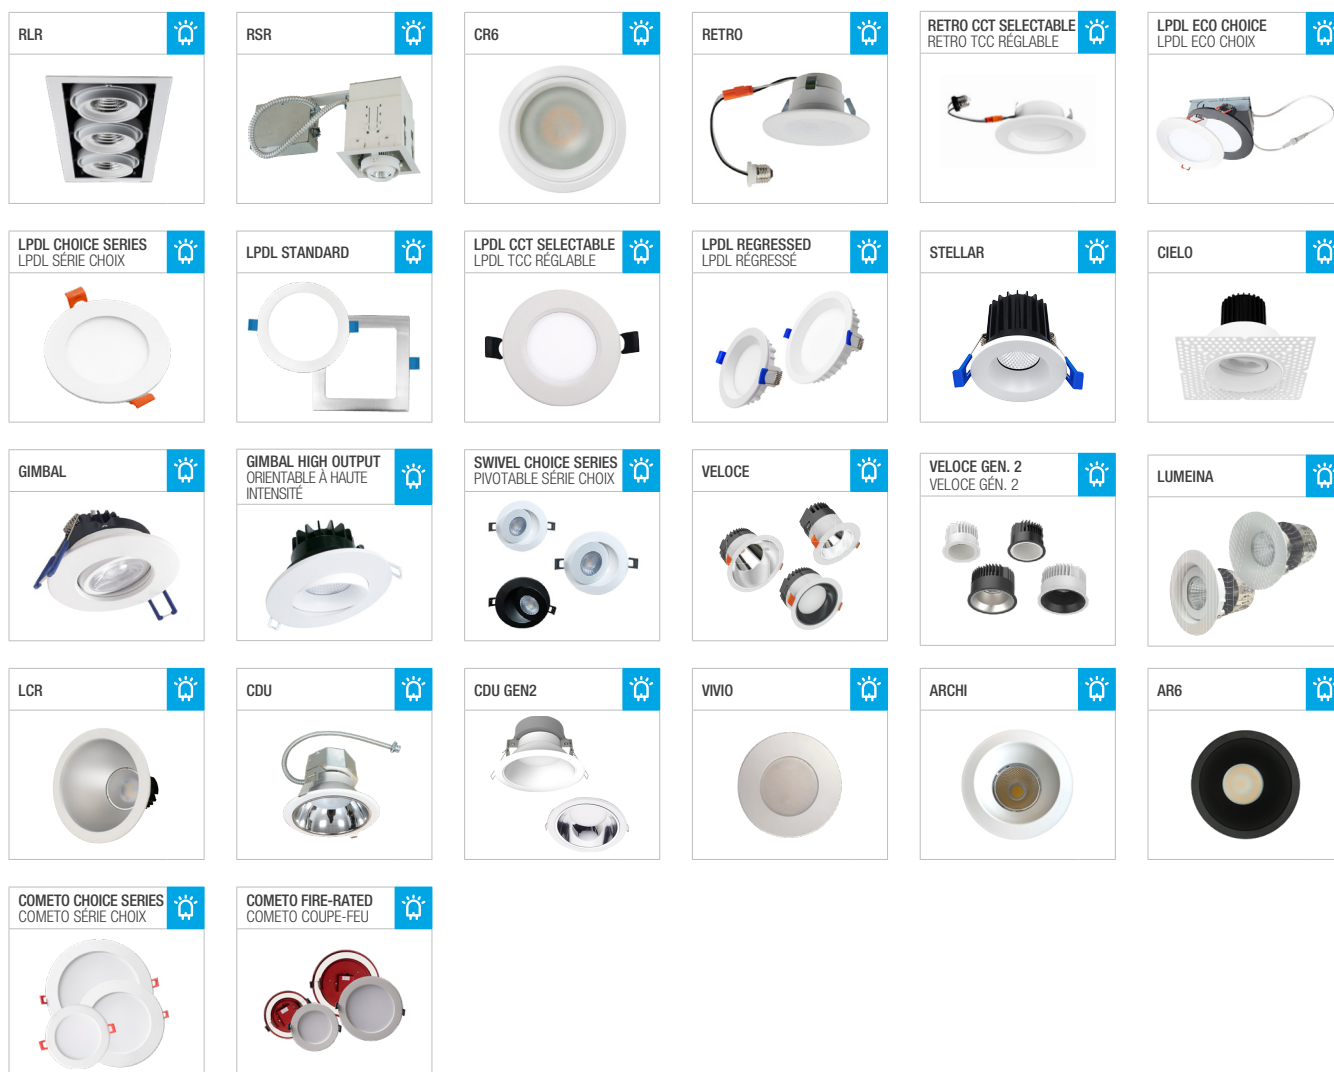 RLR
RSR
CR6
RETRO
RETRO CCT SELECTABLE
RETRO TCC RÉGLABLE
LPDL ECO CHOICE
LPDL ECO CHOIX
LPDL CHOICE SERIES
LPDL SÉRIE CHOIX
LPDL STANDARD
LPDL CCT SELECTABLE
LPDL TCC RÉGLABLE
LPDL REGRESSED
LPDL RÉGRESSÉ
STELLAR
CIELO
GIMBAL
GIMBAL HIGH OUTPUT
ORIENTABLE À HAUTE
INTENSITÉ
SWIVEL CHOICE SERIES
PIVOTABLE SÉRIE CHOIX
VELOCE
VELOCE GEN. 2
VELOCE GÉN. 2
LUMEINA
LCR
CDU
CDU GEN2
VIVIO
ARCHI
AR6
COMETO CHOICE SERIES
COMETO SÉRIE CHOIX
COMETO FIRE-RATED
COMETO COUPE-FEU